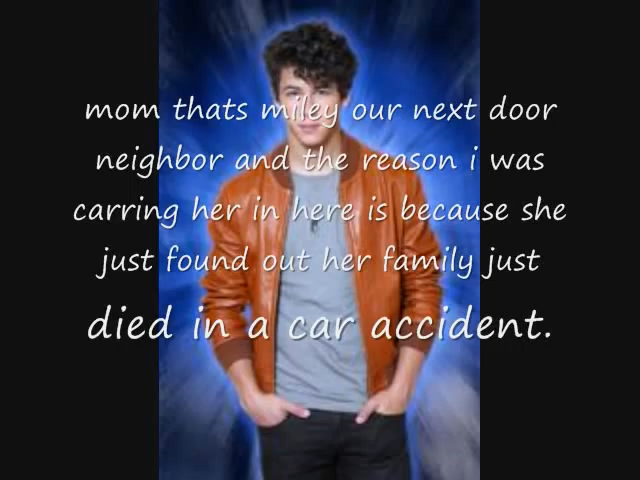 mom thats miley our next door
neighbor and the reason i was
carring her in here is because she
just found out her family just
died in a car accident.